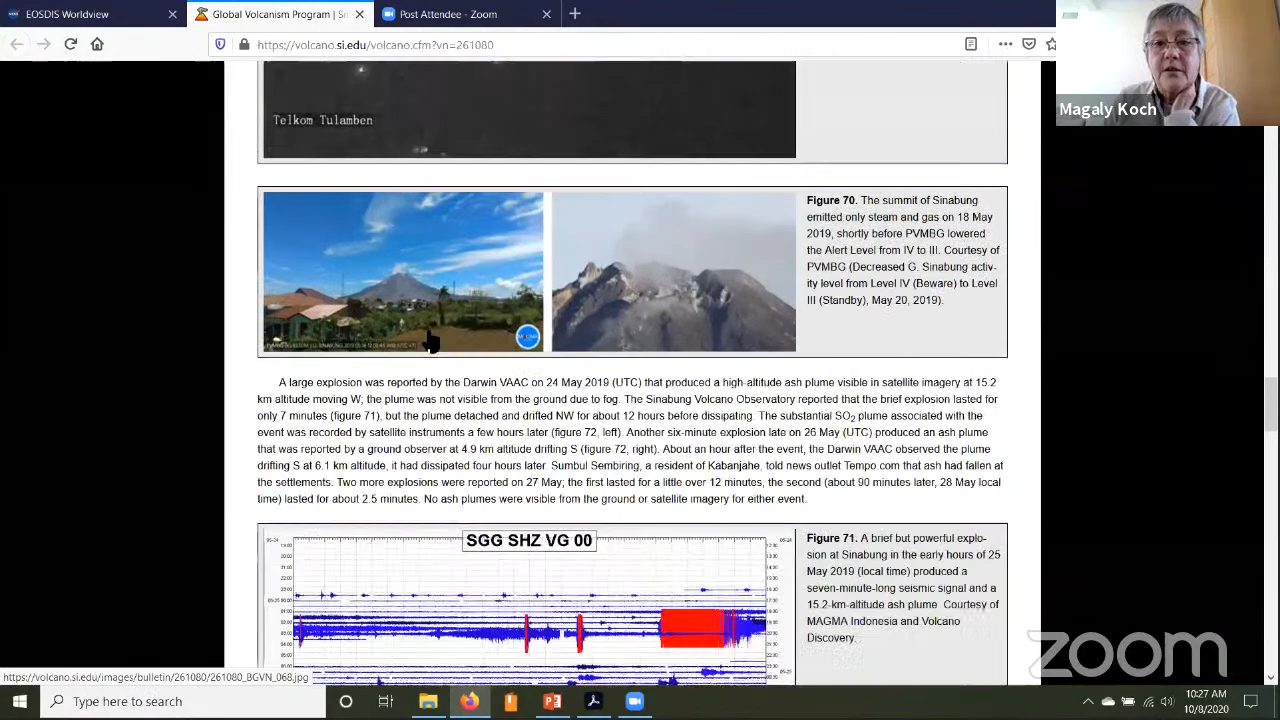 EOSDIS Worldview
Global Volcanism Program | Sm
Post Attendee - Zoom
https://volcano.si.edu/volcano.cfm?vn=261080
Magaly Koch
Telkom Tulamben
Figure 70. The summit of Sinabung
emitted only steam and gas on 18 May
2019, shortly before PVMBG lowered
the Alert Level from IV to III. Courtesy of
PVMBG (Decreased G. Sinabung activ-
ity level from Level IV (Beware) to Level
III (Standby), May 20, 2019).
A large explosion was reported by the Darwin VAAC on 24 May 2019 (UTC) that produced a high-altitude ash plume visible in satellite imagery at 15.2
km altitude moving W; the plume was not visible from the ground due to fog. The Sinabung Volcano Observatory reported that the brief explosion lasted for
only 7 minutes (figure 71), but the plume detached and drifted NW for about 12 hours before dissipating. The substantial SO2 plume associated with the
event was recorded by satellite instruments a few hours later (figure 72, left). Another six-minute explosion late on 26 May (UTC) produced an ash plume
that was reported by a ground observer at 4.9 km altitude drifting S (figure 72, right). About an hour after the event, the Darwin VAAC observed the plume
drifting S at 6.1 km altitude, it had dissipated four hours later. Sumbul Sembiring, a resident of Kabanjahe, told news outlet Tempo.com that ash had fallen at
the settlements. Two more explosions were reported on 27 May; the first lasted for a little over 12 minutes, the second (about 90 minutes later, 28 May local
time) lasted for about 2.5 minutes. No ash plumes were visible from the ground or satellite imagery for either event.
SGG SHZ VG 00
Figure 71. A brief but powerful explo-
sion at Sinabung in the early hours of 25
May 2019 (local time) produced a
seven-minute-long seismic signal and a
15.2-km-altitude ash plume. Courtesy of
MAGMA Indonesia and Volcano
Discovery.
zoom
https://volcano.si.edu/images/bulletin/261080/261080_BGVN_068.jpg
Type here to search
10:27 AM
10/8/2020